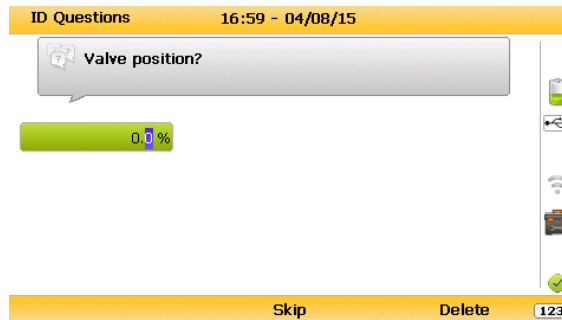 ID Questions 16:59 - 04/08/15
Valve position?
0.0 %
Skip Delete 123